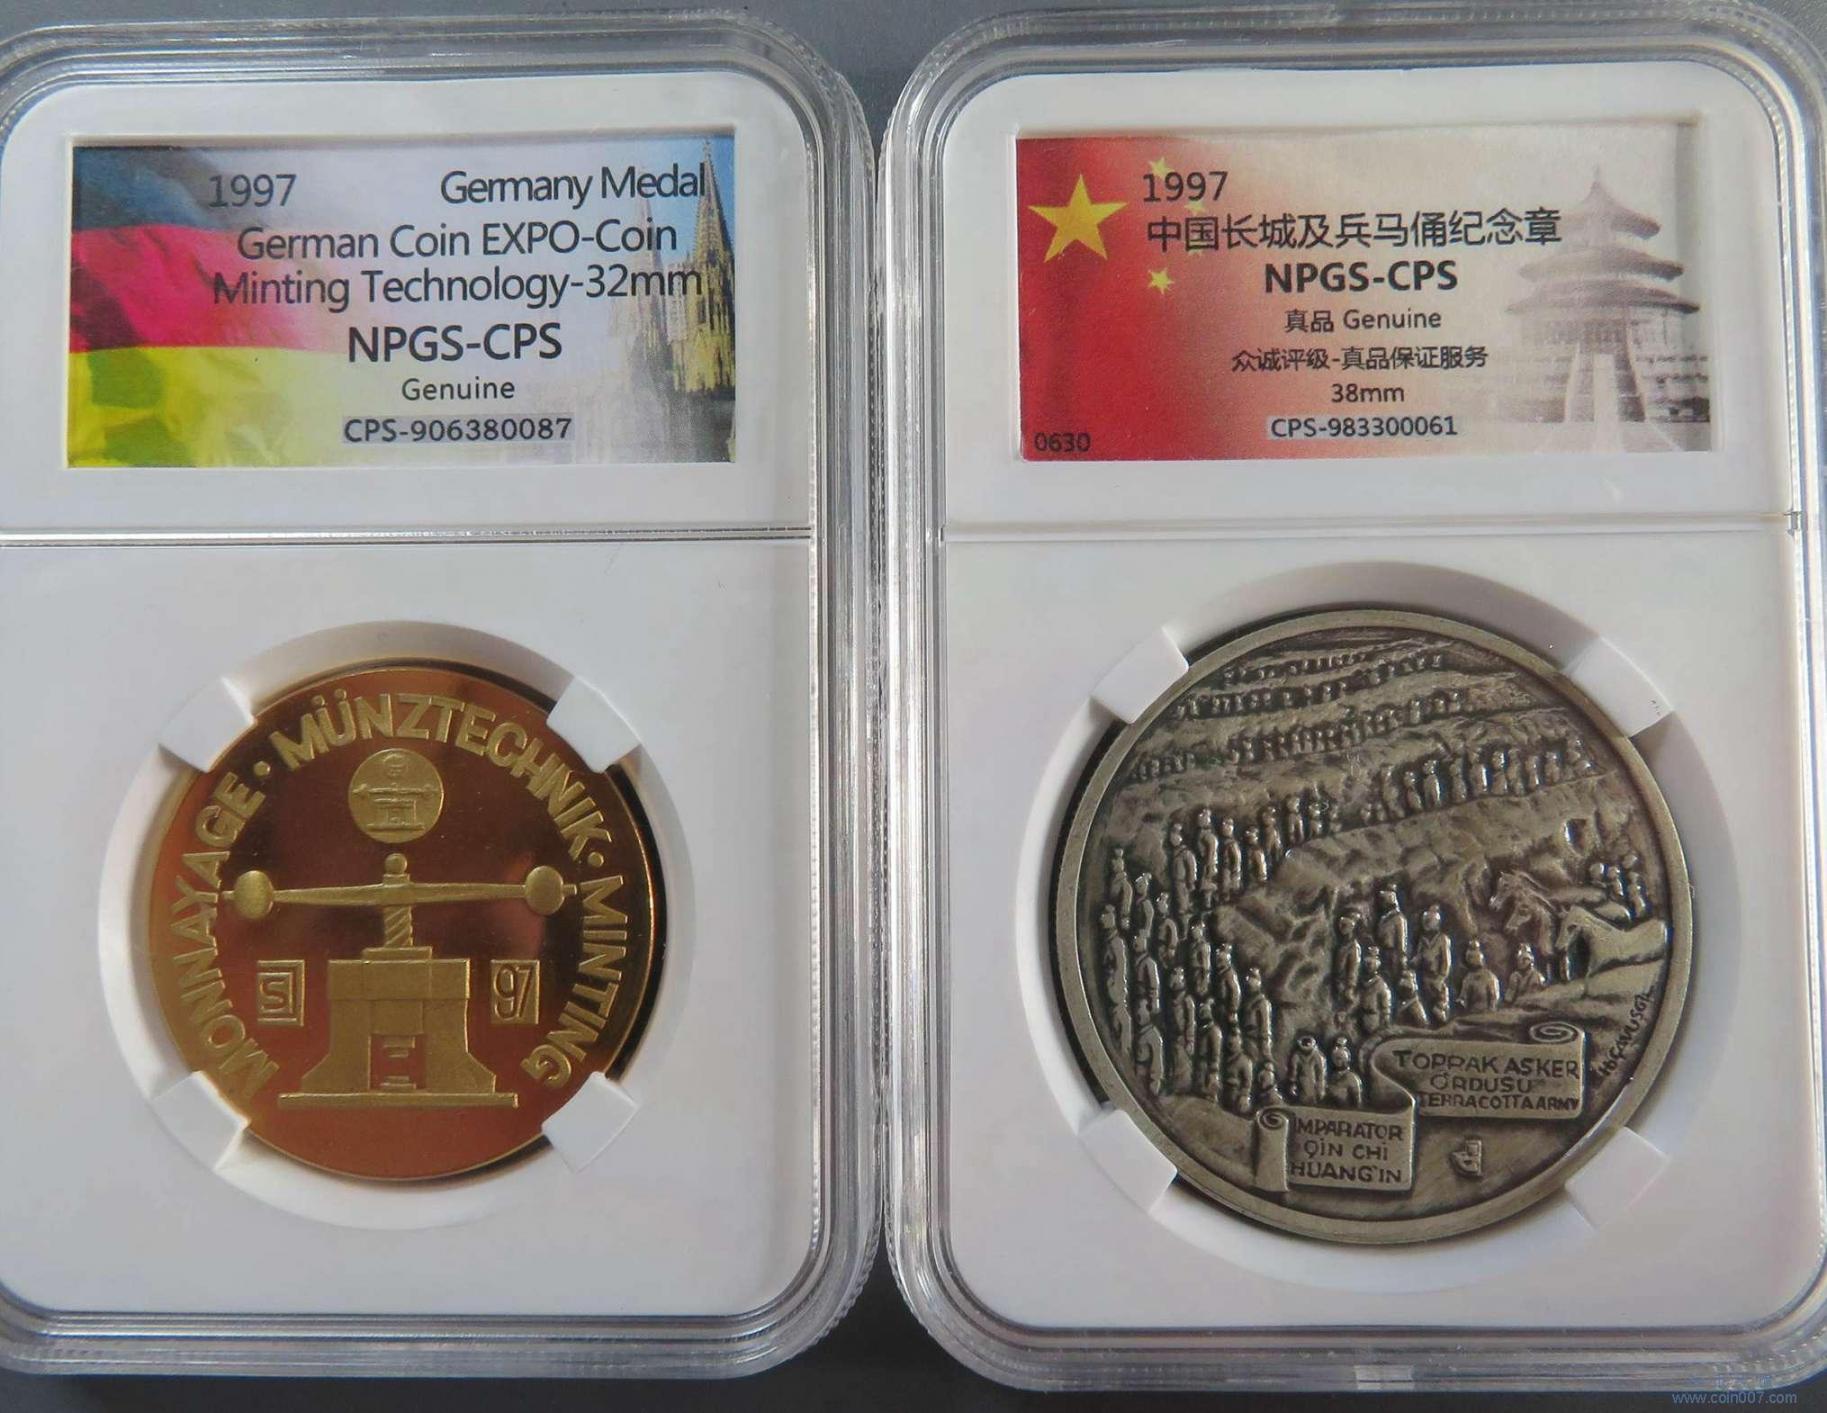 1997 Germany Medal
German Coin EXPO-Coin
Minting Technology-32mm
NPGS-CPS
Genuine
CPS-906380087
MONNAYAGE · MÜNZTECHNIK · MINTING
S
97
1997
中国长城及兵马俑纪念章
NPGS-CPS
真品 Genuine
众诚评级-真品保证服务
38mm
0630 CPS-983300061
TOPRAK ASKER
ORDUSU
TERRACOTTA ARMY
IMPARATOR
QİN CHİ
HUANG'IN
www.coin007.com